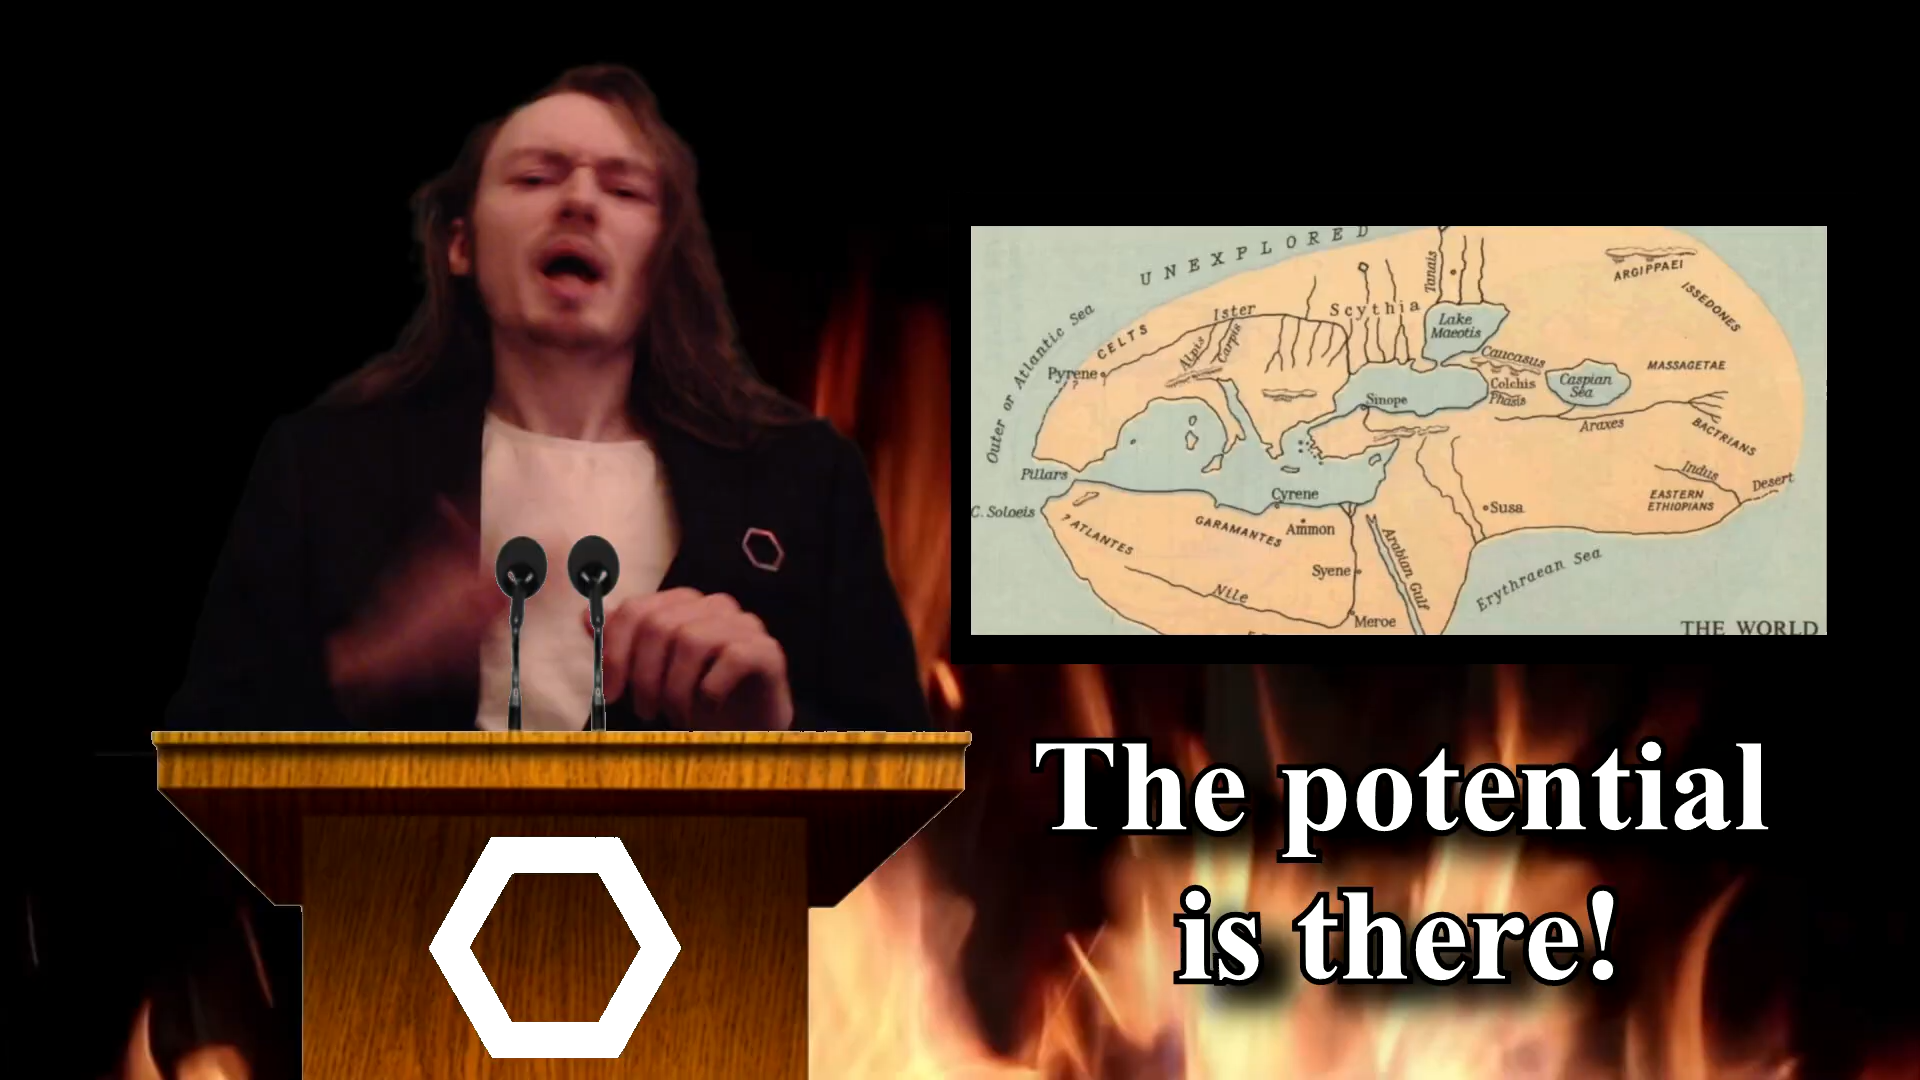 UNEXPLORED
Outer or Atlantic Sea
CELTS
Ister
Alpis
Carpis
Scythia
Tanais
Lake
Maeotis
ARGIPPAEI
ISSEDONES
Pyrene
?
Caucasus
Colchis
Phasis
Caspian
Sea
MASSAGETAE
Sinope
Araxes
BACTRIANS
Pillars
Indus
Desert
EASTERN
ETHIOPIANS
C. Soloeis
? ATLANTES
GARAMANTES
Cyrene
Ammon
Susa
Arabian Gulf
Erythraean Sea
Syene
Nile
Meroe
THE WORLD
The potential
is there!